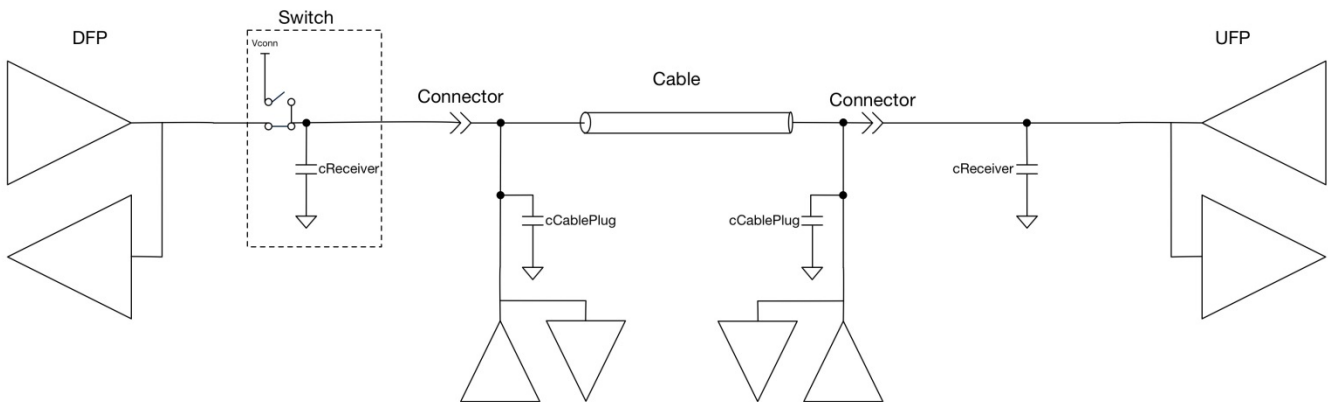 Switch
DFP
UFP
Vconn
Cable
Connector
Connector
cReceiver
cReceiver
cCablePlug
cCablePlug